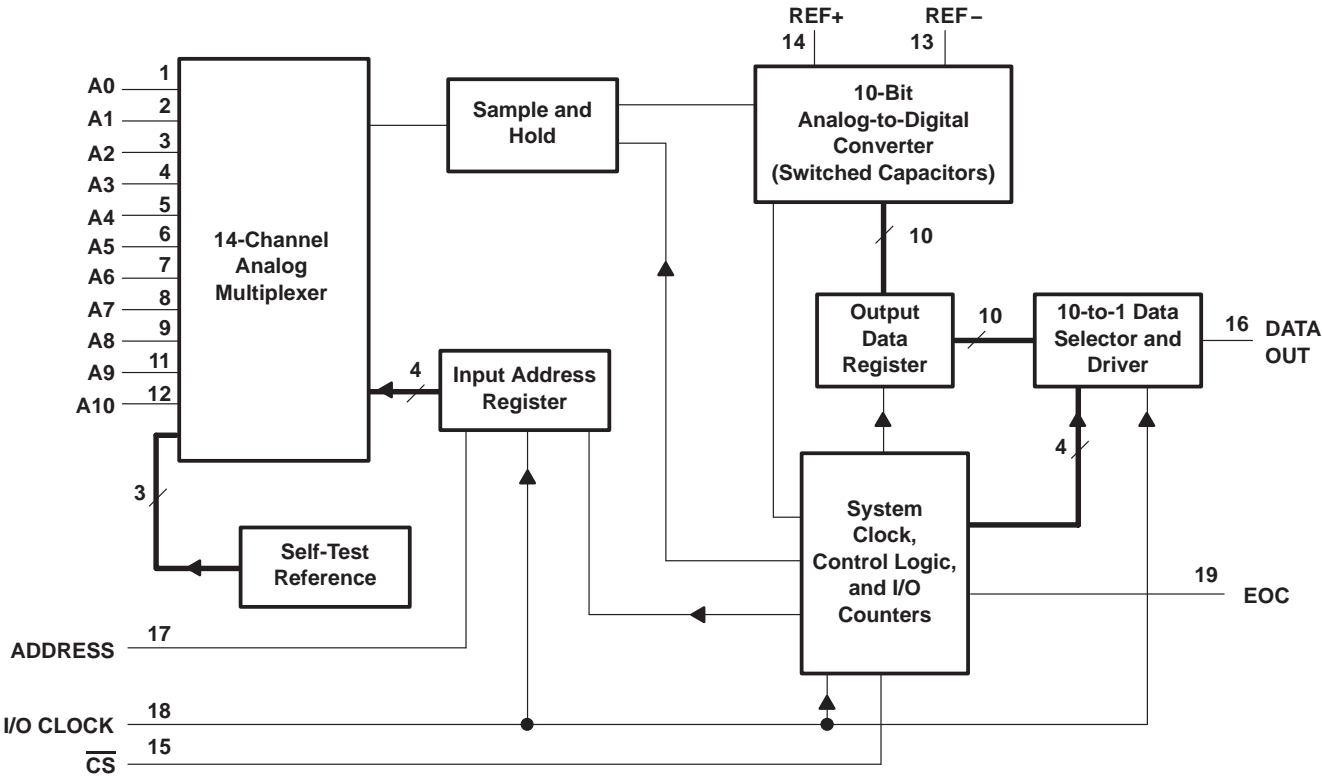 REF+
REF–
14
13
1
A0
2
A1
3
A2
4
A3
5
A4
6
A5
7
A6
8
A7
9
A8
11
A9
12
A10
14-Channel
Analog
Multiplexer
Sample and
Hold
10-Bit
Analog-to-Digital
Converter
(Switched Capacitors)
10
4
Input Address
Register
Output
Data
Register
10
10-to-1 Data
Selector and
Driver
16
DATA
OUT
4
3
Self-Test
Reference
System
Clock,
Control Logic,
and I/O
Counters
19
EOC
17
ADDRESS
18
I/O CLOCK
15
CS